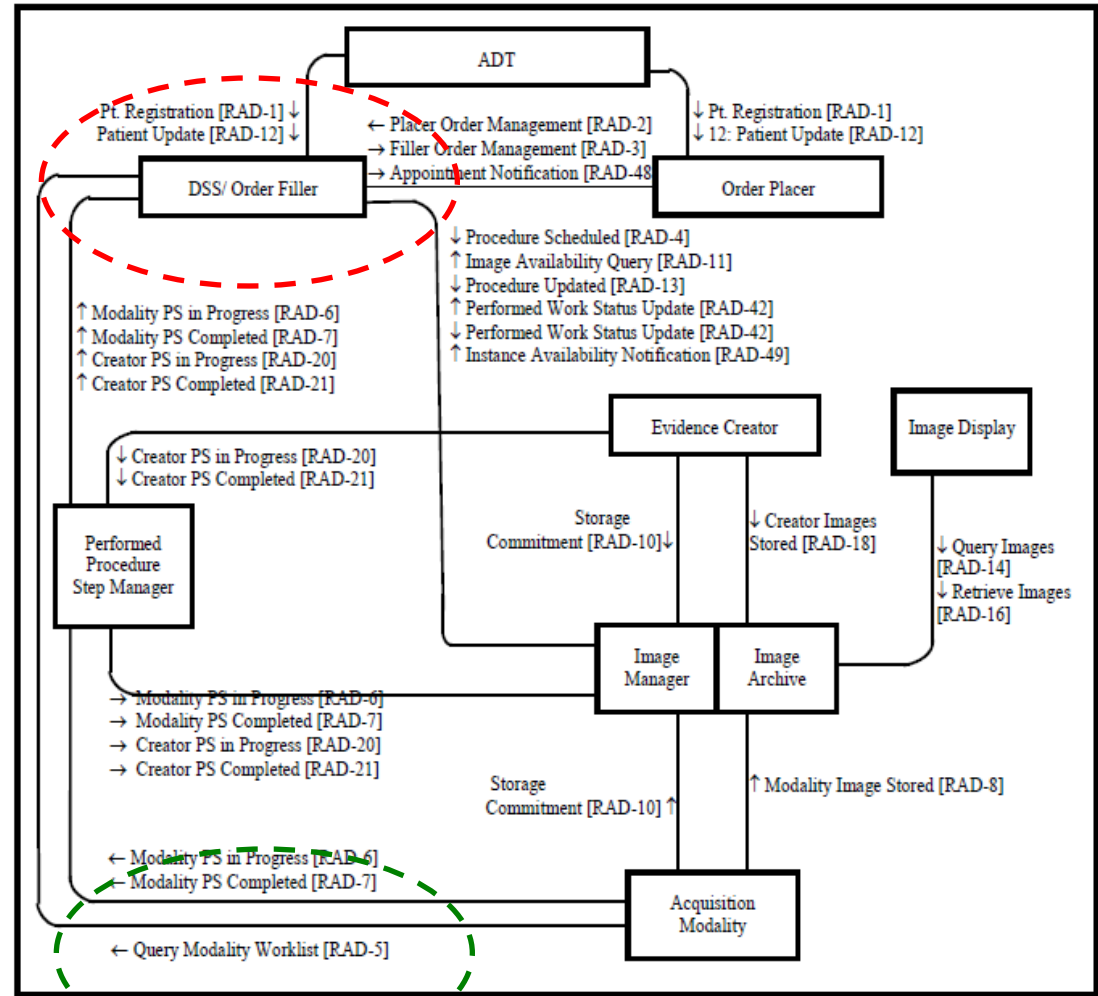 ADT
Pt. Registration [RAD-1] ↓
Patient Update [RAD-12] ↓
← Placer Order Management [RAD-2]
→ Filler Order Management [RAD-3]
→ Appointment Notification [RAD-48
↓ Pt. Registration [RAD-1]
↓ 12: Patient Update [RAD-12]
DSS/ Order Filler
Order Placer
↓ Procedure Scheduled [RAD-4]
↑ Image Availability Query [RAD-11]
↓ Procedure Updated [RAD-13]
↑ Performed Work Status Update [RAD-42]
↓ Performed Work Status Update [RAD-42]
↑ Instance Availability Notification [RAD-49]
↑ Modality PS in Progress [RAD-6]
↑ Modality PS Completed [RAD-7]
↑ Creator PS in Progress [RAD-20]
↑ Creator PS Completed [RAD-21]
Evidence Creator
Image Display
↓ Creator PS in Progress [RAD-20]
↓ Creator PS Completed [RAD-21]
Performed
Procedure
Step Manager
Storage
Commitment [RAD-10]↓
↓ Creator Images
Stored [RAD-18]
↓ Query Images
[RAD-14]
↓ Retrieve Images
[RAD-16]
Image
Manager
Image
Archive
→ Modality PS in Progress [RAD-6]
→ Modality PS Completed [RAD-7]
→ Creator PS in Progress [RAD-20]
→ Creator PS Completed [RAD-21]
Storage
Commitment [RAD-10] ↑
↑ Modality Image Stored [RAD-8]
← Modality PS in Progress [RAD-6]
← Modality PS Completed [RAD-7]
Acquisition
Modality
← Query Modality Worklist [RAD-5]